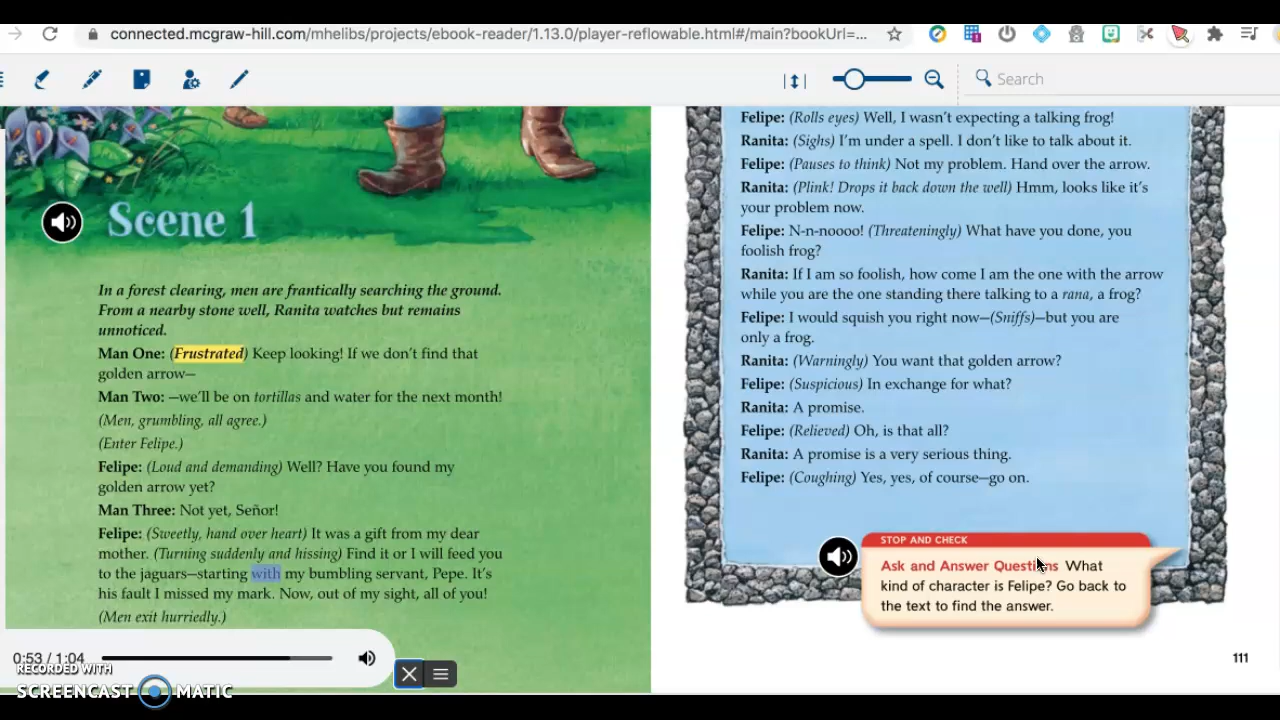 connected.mcgraw-hill.com/mhelibs/projects/ebook-reader/1.13.0/player-reflowable.html#/main?bookUrl=...
Search
Scene 1
In a forest clearing, men are frantically searching the ground.
From a nearby stone well, Ranita watches but remains
unnoticed.
Man One: (Frustrated) Keep looking! If we don't find that
golden arrow—
Man Two: —we'll be on tortillas and water for the next month!
(Men, grumbling, all agree.)
(Enter Felipe.)
Felipe: (Loud and demanding) Well? Have you found my
golden arrow yet?
Man Three: Not yet, Señor!
Felipe: (Sweetly, hand over heart) It was a gift from my dear
mother. (Turning suddenly and hissing) Find it or I will feed you
to the jaguars—starting with my bumbling servant, Pepe. It's
his fault I missed my mark. Now, out of my sight, all of you!
(Men exit hurriedly.)
0:53 / 1:04
RECORDED WITH
SCREENCAST MATIC
Felipe: (Rolls eyes) Well, I wasn't expecting a talking frog!
Ranita: (Sighs) I'm under a spell. I don't like to talk about it.
Felipe: (Pauses to think) Not my problem. Hand over the arrow.
Ranita: (Plink! Drops it back down the well) Hmm, looks like it's
your problem now.
Felipe: N-n-noooo! (Threateningly) What have you done, you
foolish frog?
Ranita: If I am so foolish, how come I am the one with the arrow
while you are the one standing there talking to a rana, a frog?
Felipe: I would squish you right now—(Sniffs)—but you are
only a frog.
Ranita: (Warningly) You want that golden arrow?
Felipe: (Suspicious) In exchange for what?
Ranita: A promise.
Felipe: (Relieved) Oh, is that all?
Ranita: A promise is a very serious thing.
Felipe: (Coughing) Yes, yes, of course—go on.
STOP AND CHECK
Ask and Answer Questions What
kind of character is Felipe? Go back to
the text to find the answer.
111